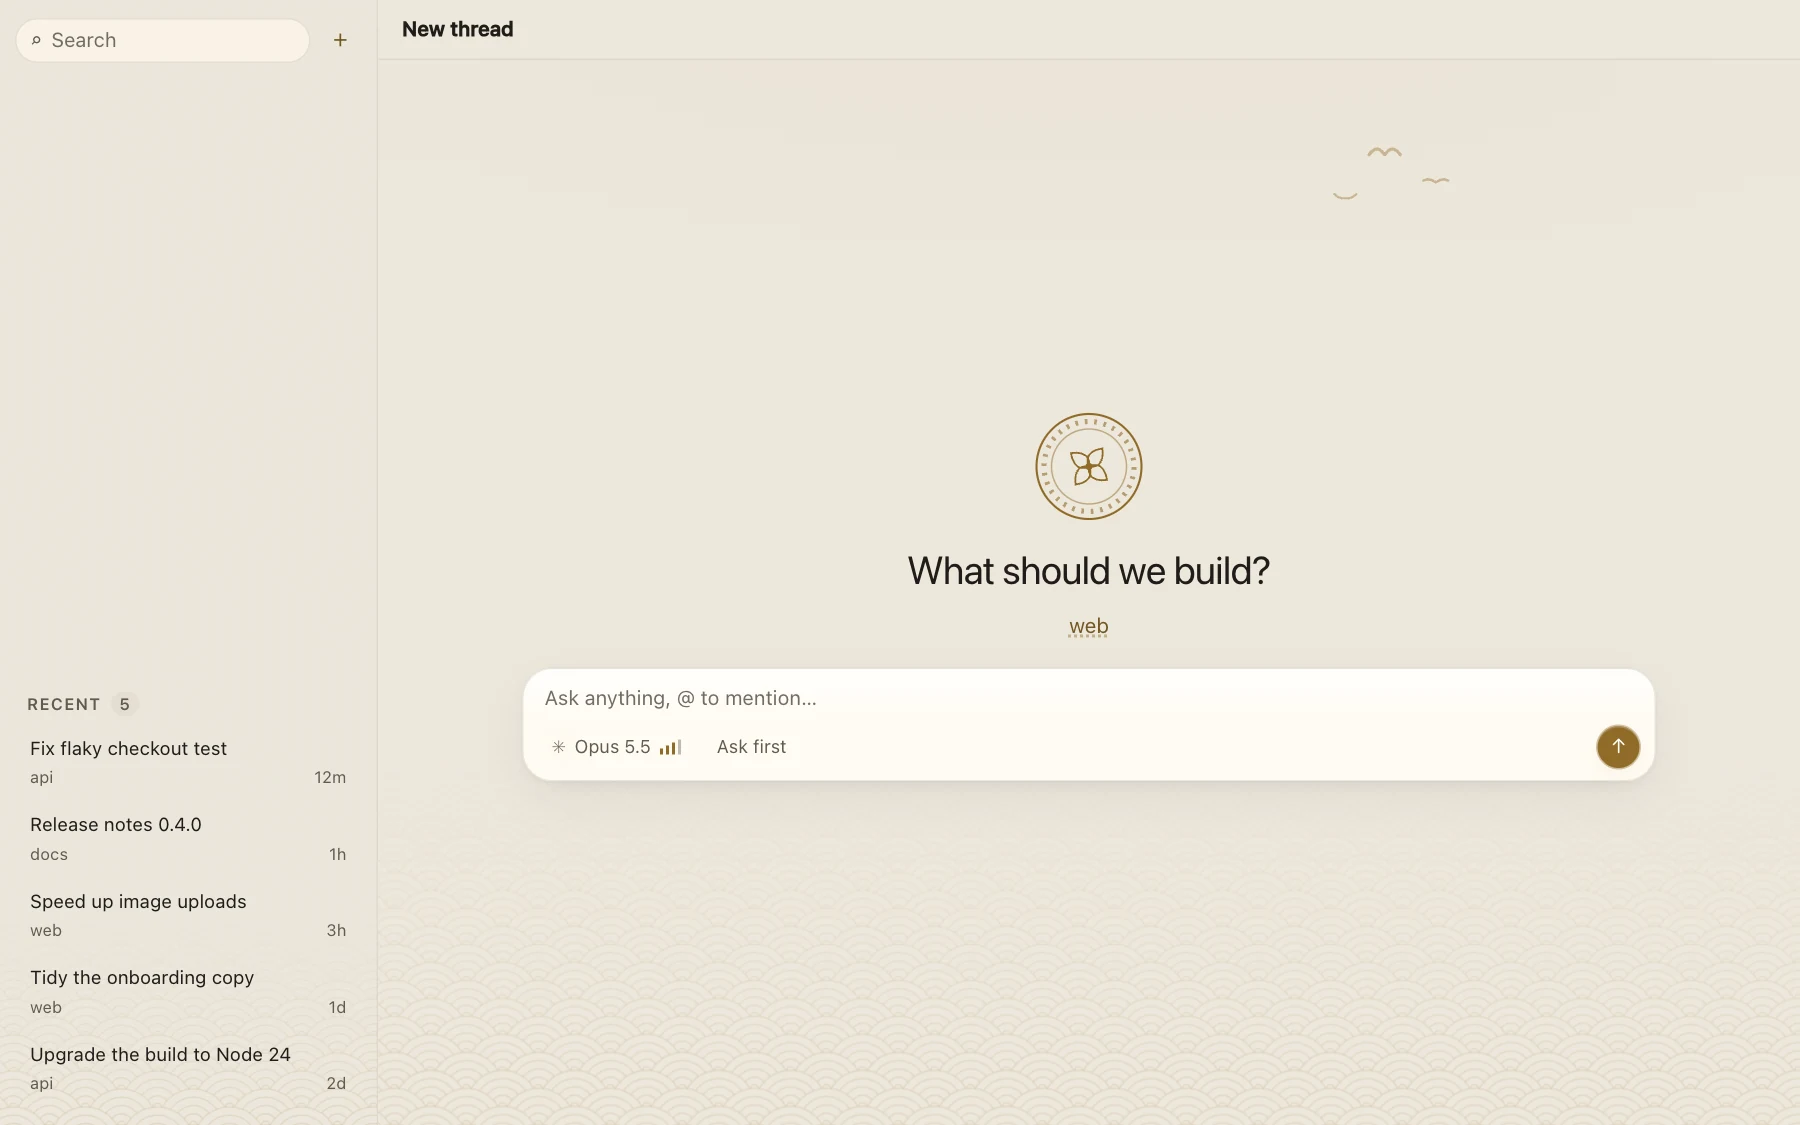 Search
+
New thread
What should we build?
web
Ask anything, @ to mention...
Opus 5.5
Ask first
RECENT 5
Fix flaky checkout test
api 12m
Release notes 0.4.0
docs 1h
Speed up image uploads
web 3h
Tidy the onboarding copy
web 1d
Upgrade the build to Node 24
api 2d